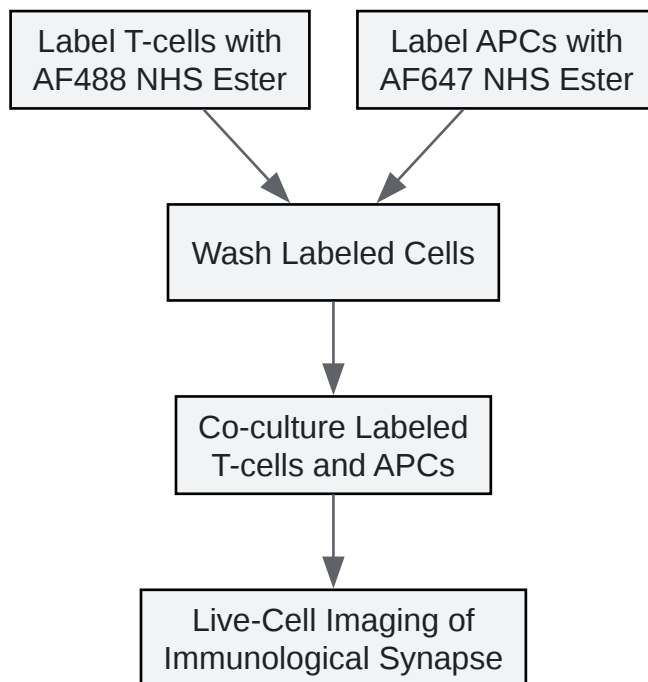 Label T-cells with
AF488 NHS Ester
Label APCs with
AF647 NHS Ester
Wash Labeled Cells
Co-culture Labeled
T-cells and APCs
Live-Cell Imaging of
Immunological Synapse